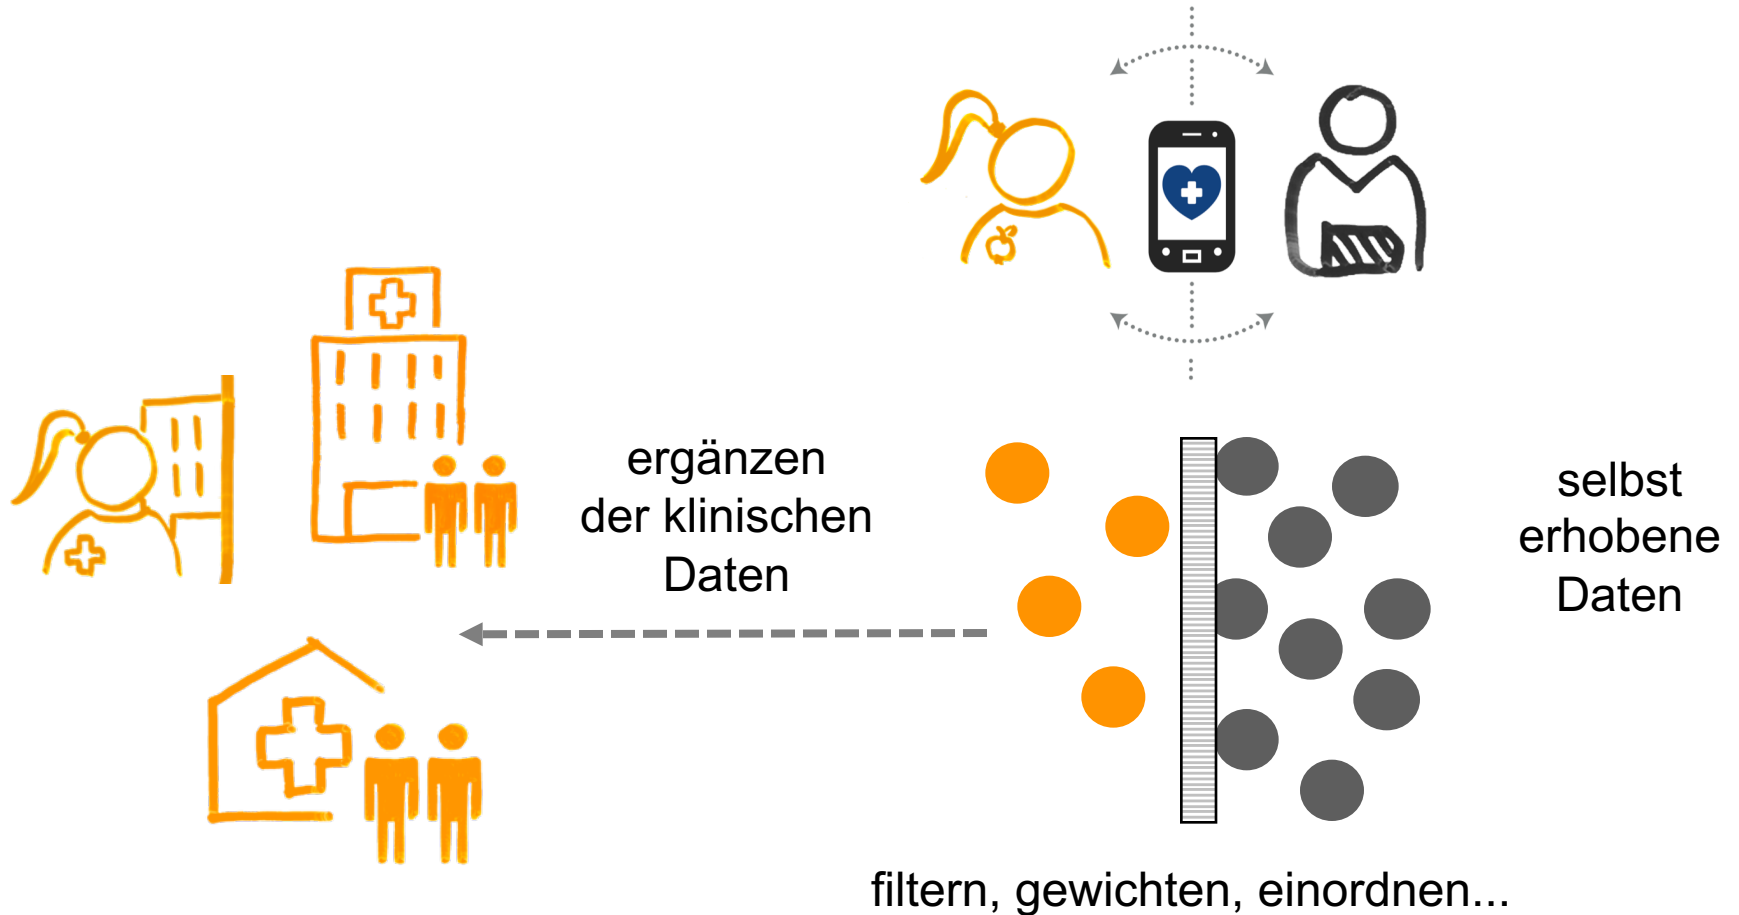 ergänzen
der klinischen
Daten
selbst
erhobene
Daten
filtern, gewichten, einordnen...